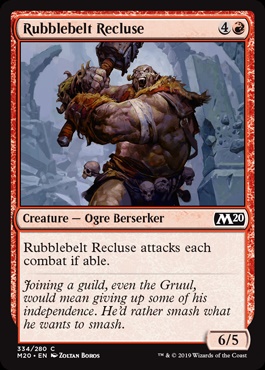 Rubblebelt Recluse 4
Creature — Ogre Berserker M20
Rubblebelt Recluse attacks each
combat if able.
Joining a guild, even the Gruul,
would mean giving up some of his
independence. He'd rather smash what
he wants to smash.
6/5
334/280 C
M20 • EN Zoltan Boros
™ & © 2019 Wizards of the Coast